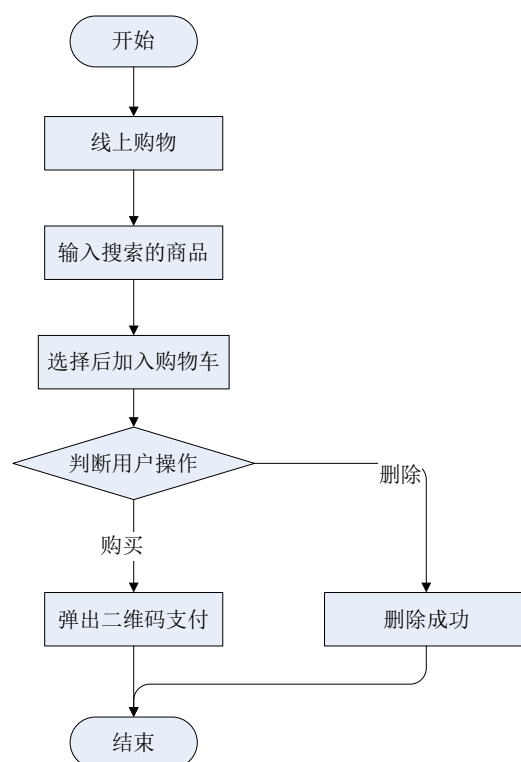 开始
线上购物
输入搜索的商品
选择后加入购物车
判断用户操作
删除
购买
弹出二维码支付
删除成功
结束